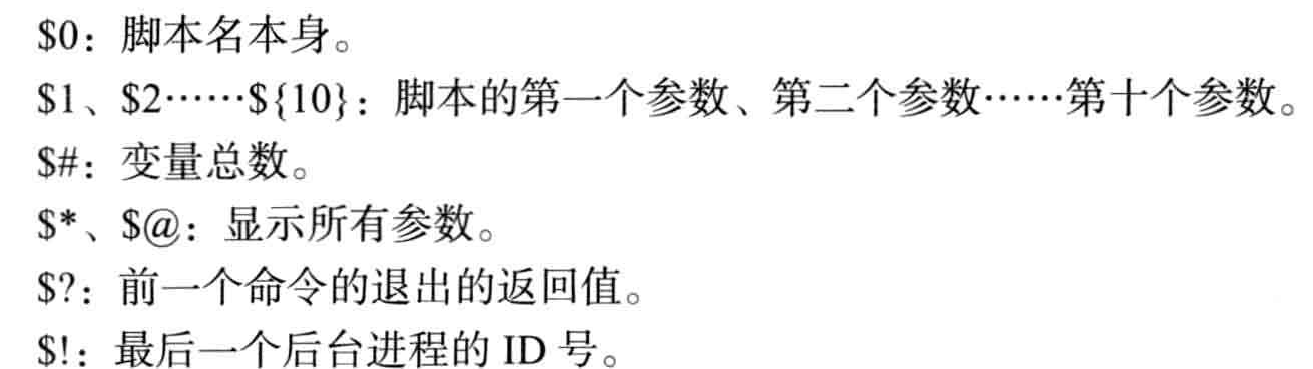 $0：脚本名本身。
$1、$2……${10}：脚本的第一个参数、第二个参数……第十个参数。
$#：变量总数。
$*、$@：显示所有参数。
$?：前一个命令的退出的返回值。
$!：最后一个后台进程的 ID 号。